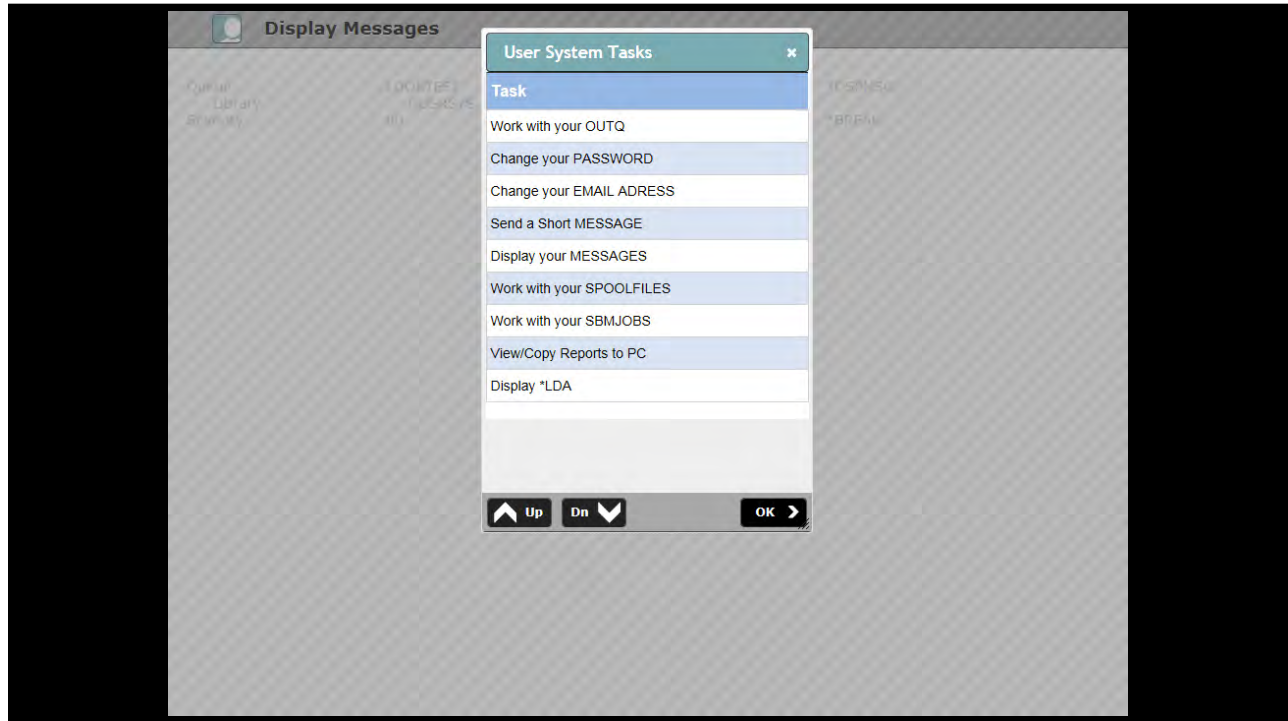 Display Messages
User System Tasks
Task
Library
*BREAK
Work with your OUTQ
Change your PASSWORD
Change your EMAIL ADRESS
Send a Short MESSAGE
Display your MESSAGES
Work with your SPOOLFILES
Work with your SBMJOBS
View/Copy Reports to PC
Display *LDA
Up
Dn
OK